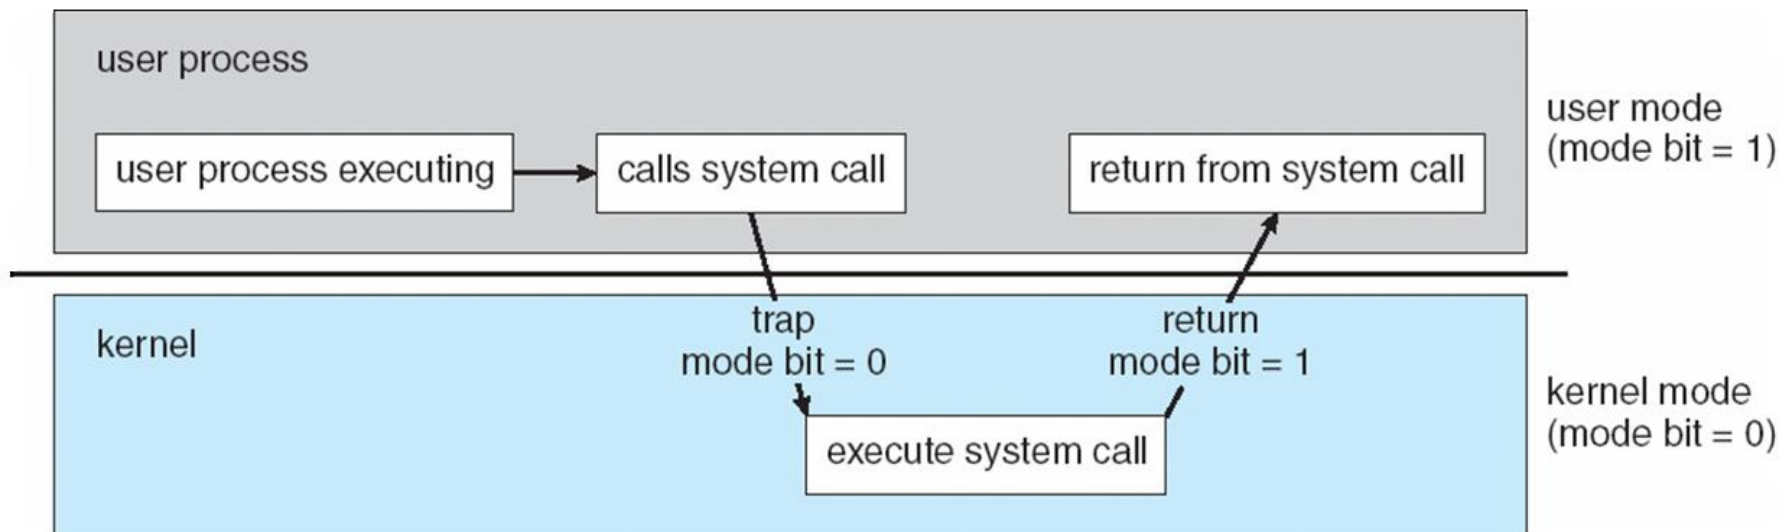 user process
user process executing
calls system call
return from system call
user mode
(mode bit = 1)
kernel
trap
mode bit = 0
return
mode bit = 1
execute system call
kernel mode
(mode bit = 0)